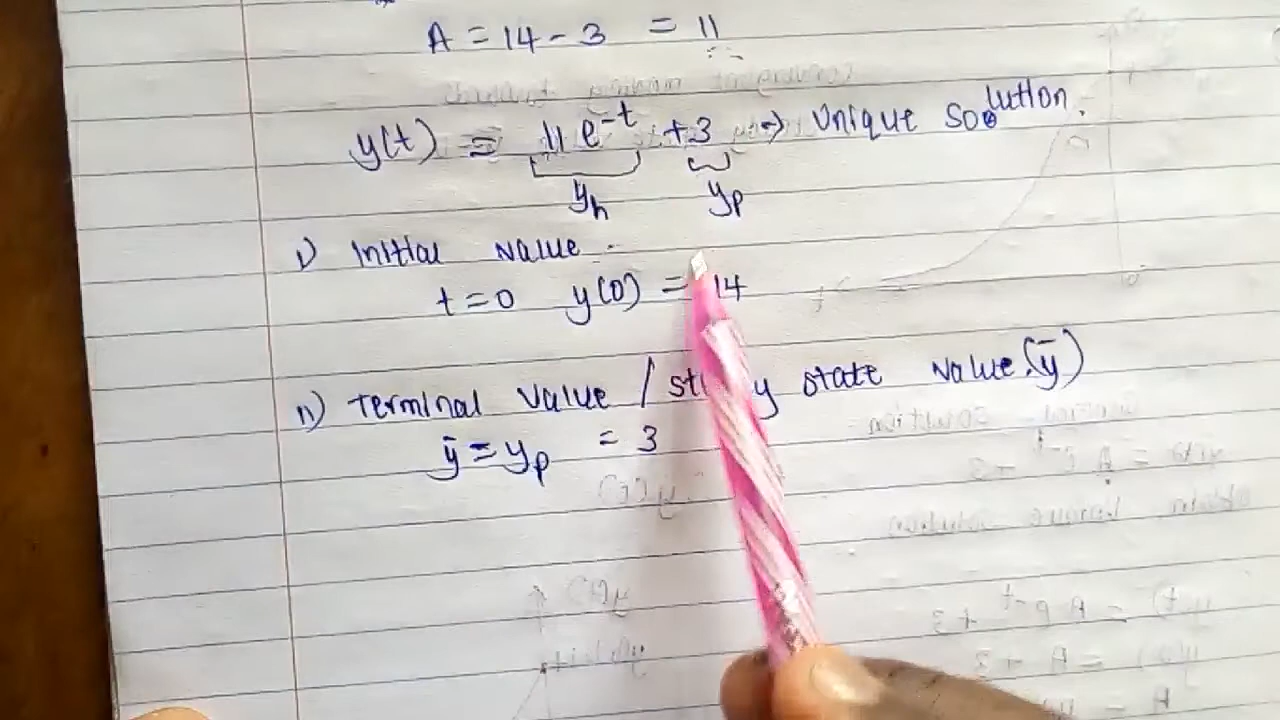 A = 14 - 3 = 11
y(t) = 11 e^-t + 3 → Unique Solution.
yh yp
i) Initial value.
t = 0 y(0) = 14
ii) Terminal value / state value (ȳ)
ȳ = yp = 3